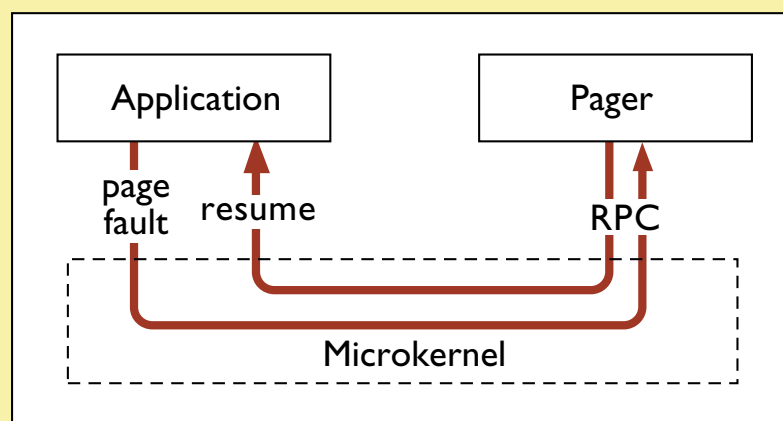 Application
Pager
page
fault
resume
RPC
Microkernel